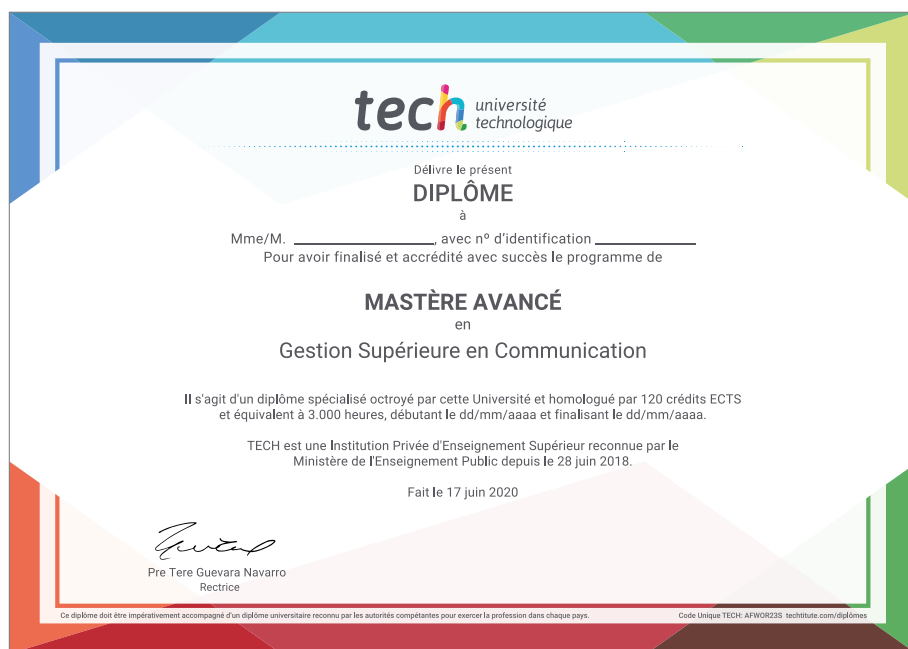 tech université
technologique
Délivre le présent
DIPLÔME
à
Mme/M. ________________, avec nº d'identification ____________
Pour avoir finalisé et accrédité avec succès le programme de
MASTÈRE AVANCÉ
en
Gestion Supérieure en Communication
Il s'agit d'un diplôme spécialisé octroyé par cette Université et homologué par 120 crédits ECTS
et équivalent à 3.000 heures, débutant le dd/mm/aaaa et finalisant le dd/mm/aaaa.
TECH est une Institution Privée d'Enseignement Supérieur reconnue par le
Ministère de l'Enseignement Public depuis le 28 juin 2018.
Fait le 17 juin 2020
Pre Tere Guevara Navarro
Rectrice
Ce diplôme doit être impérativement accompagné d'un diplôme universitaire reconnu par les autorités compétentes pour exercer la profession dans chaque pays. Code Unique TECH: AFWOR23S techtitute.com/diplômes